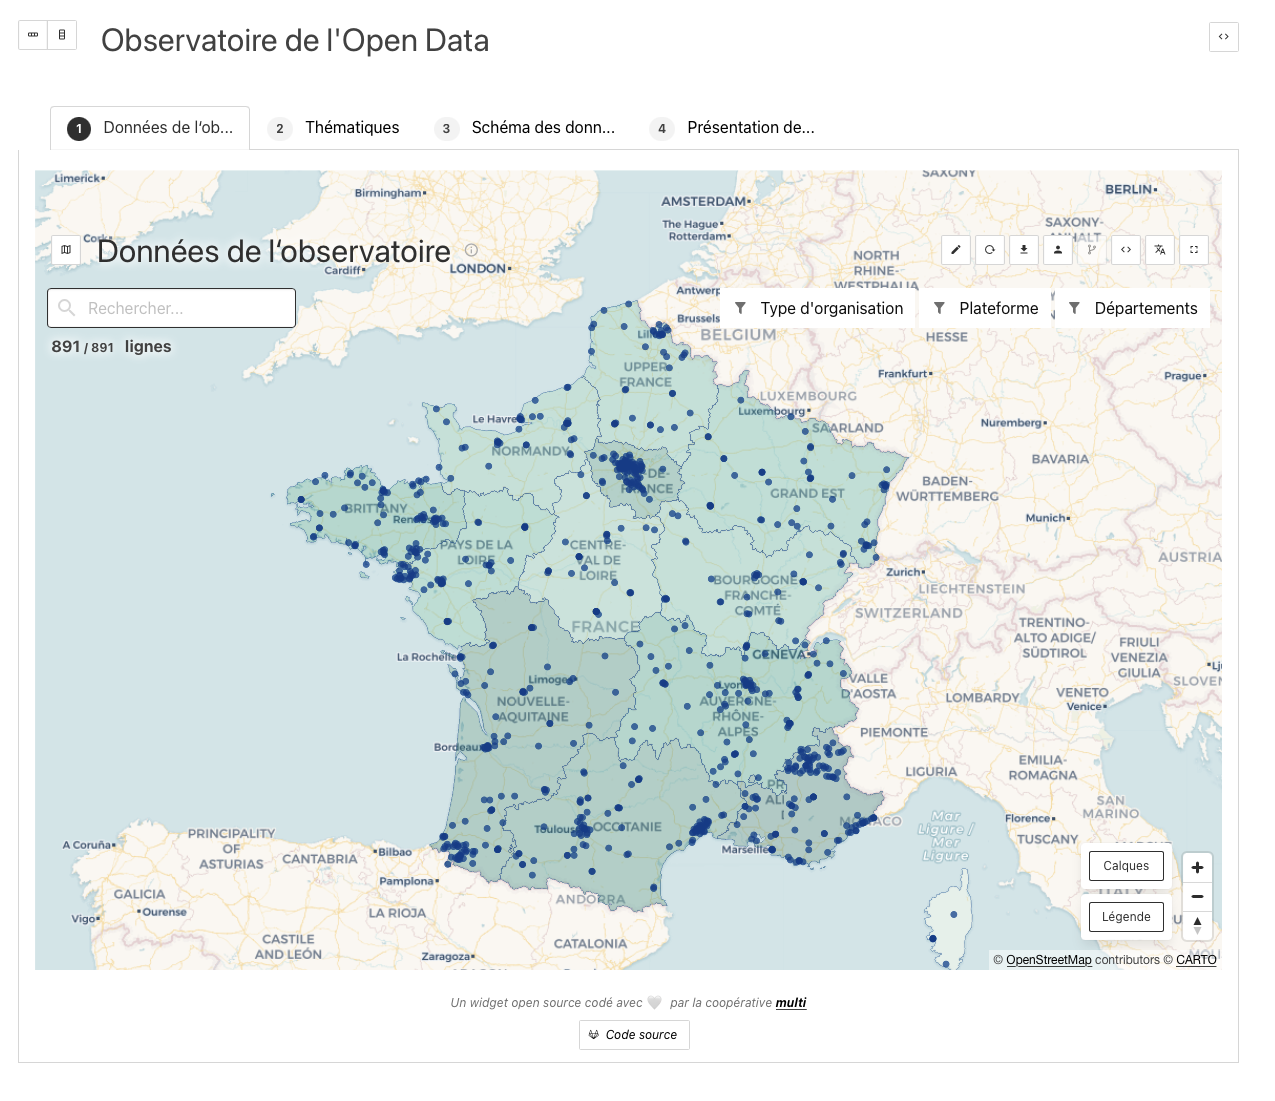 Observatoire de l'Open Data
1 Données de l’ob...
2 Thématiques
3 Schéma des donn...
4 Présentation de...
Limerick
Birmingham
AMSTERDAM
The Hague
Rotterdam
SAXONY
BERLIN
SAXONY-
ANHALT
Cork
Données de l‘observatoire
Cardiff
LONDON
NORTH
RHINE-
WESTPHALIA
Rechercher...
Type d'organisation
Plateforme
Départements
891 / 891 lignes
Antwerp
Brussels
BELGIUM
HESSE
UPPER
FRANCE
Frankfurt
Prague
LUXEMBOURG
Luxembourg
SAARLAND
Le Havre
Nuremberg
NORMANDY
BAVARIA
BADEN-
WÜRTTEMBERG
GRAND EST
BRITTANY
Rennes
Munich
PAYS DE LA
LOIRE
CENTRE-
VAL DE
LOIRE
AUSTRIA
Zurich
LIECHTENSTEIN
BOURGOGNE
FRANCHE-
COMTÉ
SWITZERLAND
FRANCE
TRENTINO-
ALTO ADIGE/
SÜDTIROL
FRIULI
VENEZIA
GIULIA
La Rochelle
GENEVA
VALLE
D'AOSTA
Limoges
Lyon
LOMBARDY
VENETO
Venice
NOUVELLE-
AQUITAINE
AUVERGNE-
RHÔNE-
ALPES
PIEMONTE
Bordeaux
LIGURIA
EMILIA-
ROMAGNA
SAN
MARINO
Mar
Ligure /
Mer
Ligure
Florence
TUSCANY
MONACO
Toulouse
OCCITANIE
Marseille
PRINCIPALITY
OF
ASTURIAS
A Coruña
CANTABRIA
Bilbao
Pamplona
GALICIA
Vigo
Ourense
LA RIOJA
ANDORRA
CASTILE
AND LEÓN
CATALONIA
Zaragoza
ITALY
Calques
Légende
© OpenStreetMap contributors © CARTO
Un widget open source codé avec 🤍 par la coopérative multi
Code source